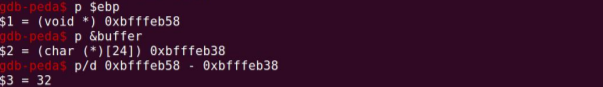 gdb-peda$ p $ebp
$1 = (void *) 0xbfffeb58
gdb-peda$ p &buffer
$2 = (char (*)[24]) 0xbfffeb38
gdb-peda$ p/d 0xbfffeb58 - 0xbfffeb38
$3 = 32